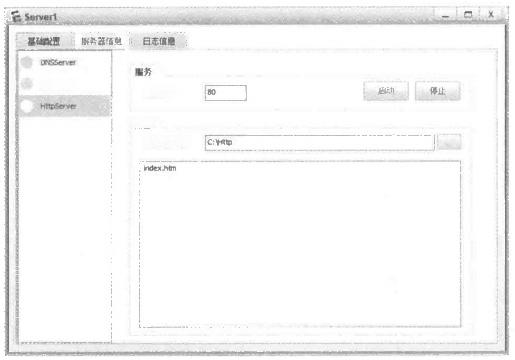 Server1
基础配置 服务器信息 日志信息
DNSServer
HttpServer
服务
80
启动 停止
C:\Http
index.htm